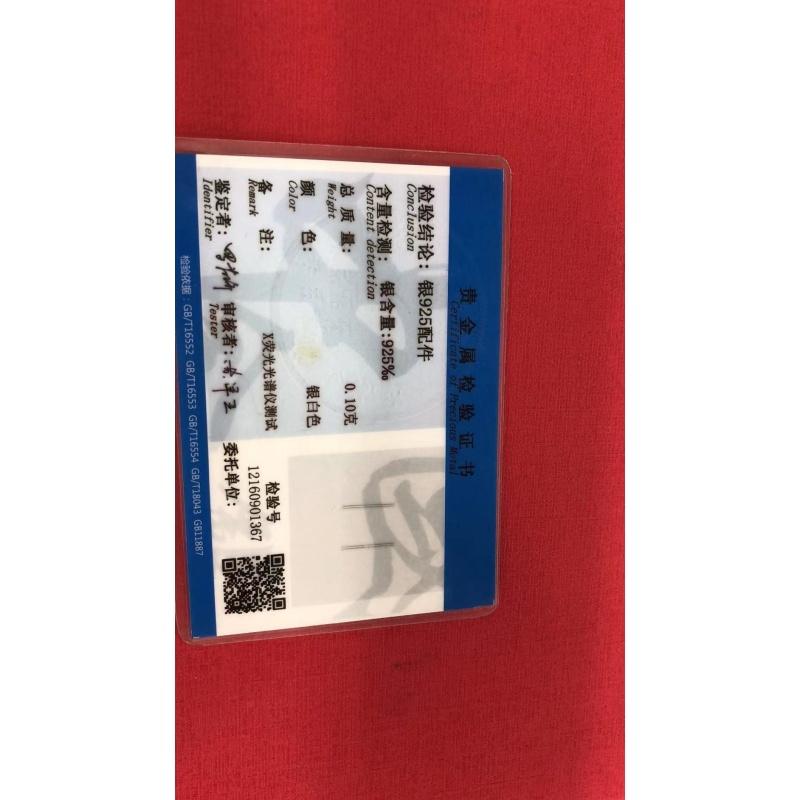 贵金属检验证书
Certificate of Precious Metal
检验结论: 银925配件
Conclusion
含量检测: 银含量:925‰
Content detection
总质量: 0.10克
Weight
颜色: 银白色
Color
备注: X荧光光谱仪测试
Remark
鉴定者: 审核者:
Identifier Tester
检验号
12160901367
委托单位:
检验依据: GB/T16552 GB/T16553 GB/T16554 GB/T18043 GB11887